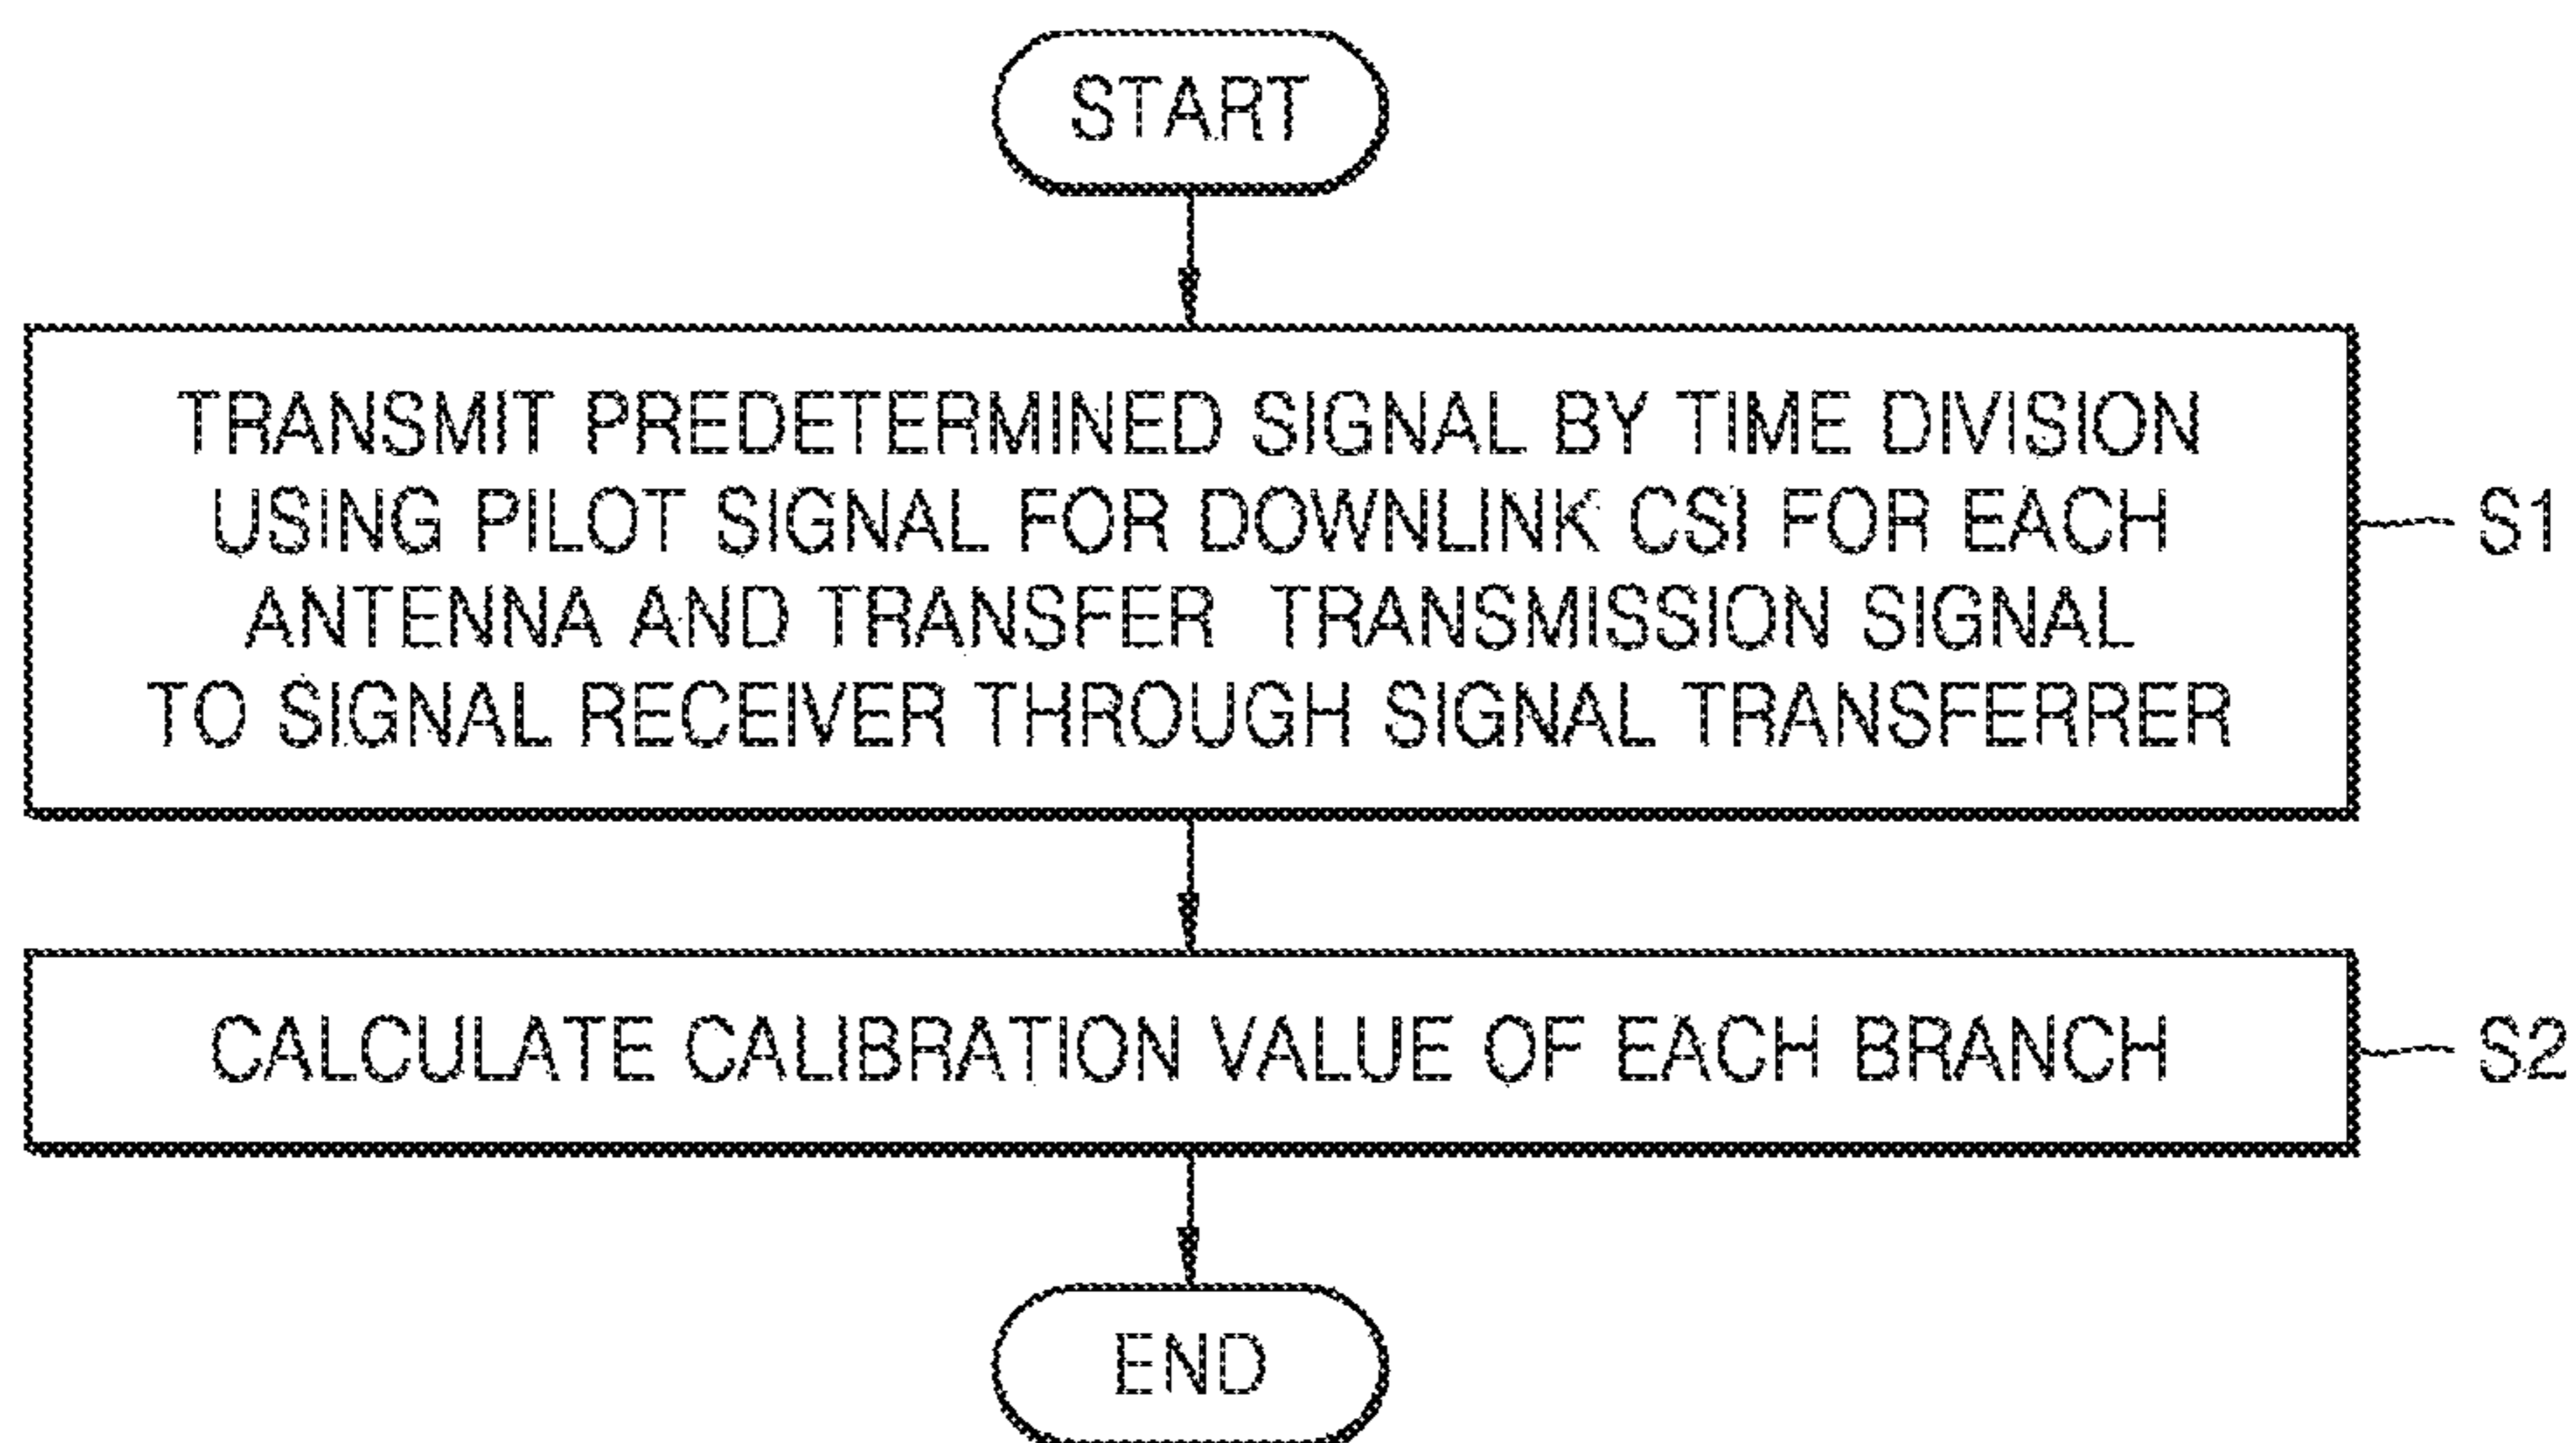 START
TRANSMIT PREDETERMINED SIGNAL BY TIME DIVISION
USING PILOT SIGNAL FOR DOWNLINK CSI FOR EACH
ANTENNA AND TRANSFER TRANSMISSION SIGNAL
TO SIGNAL RECEIVER THROUGH SIGNAL TRANSFERRER
S1
CALCULATE CALIBRATION VALUE OF EACH BRANCH
S2
END